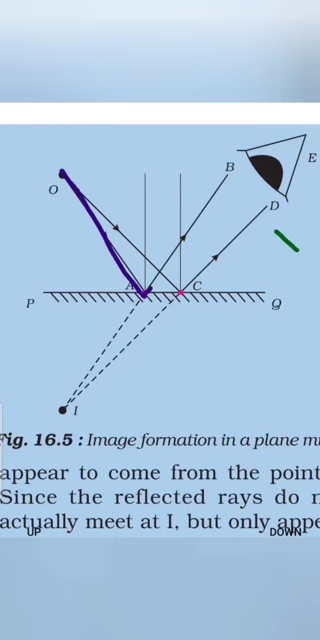 E
B
O
D
A
C
P
Q
I
Fig. 16.5 : Image formation in a plane
appear to come from the point
Since the reflected rays do
actually meet at I, but only
UP
DOWN